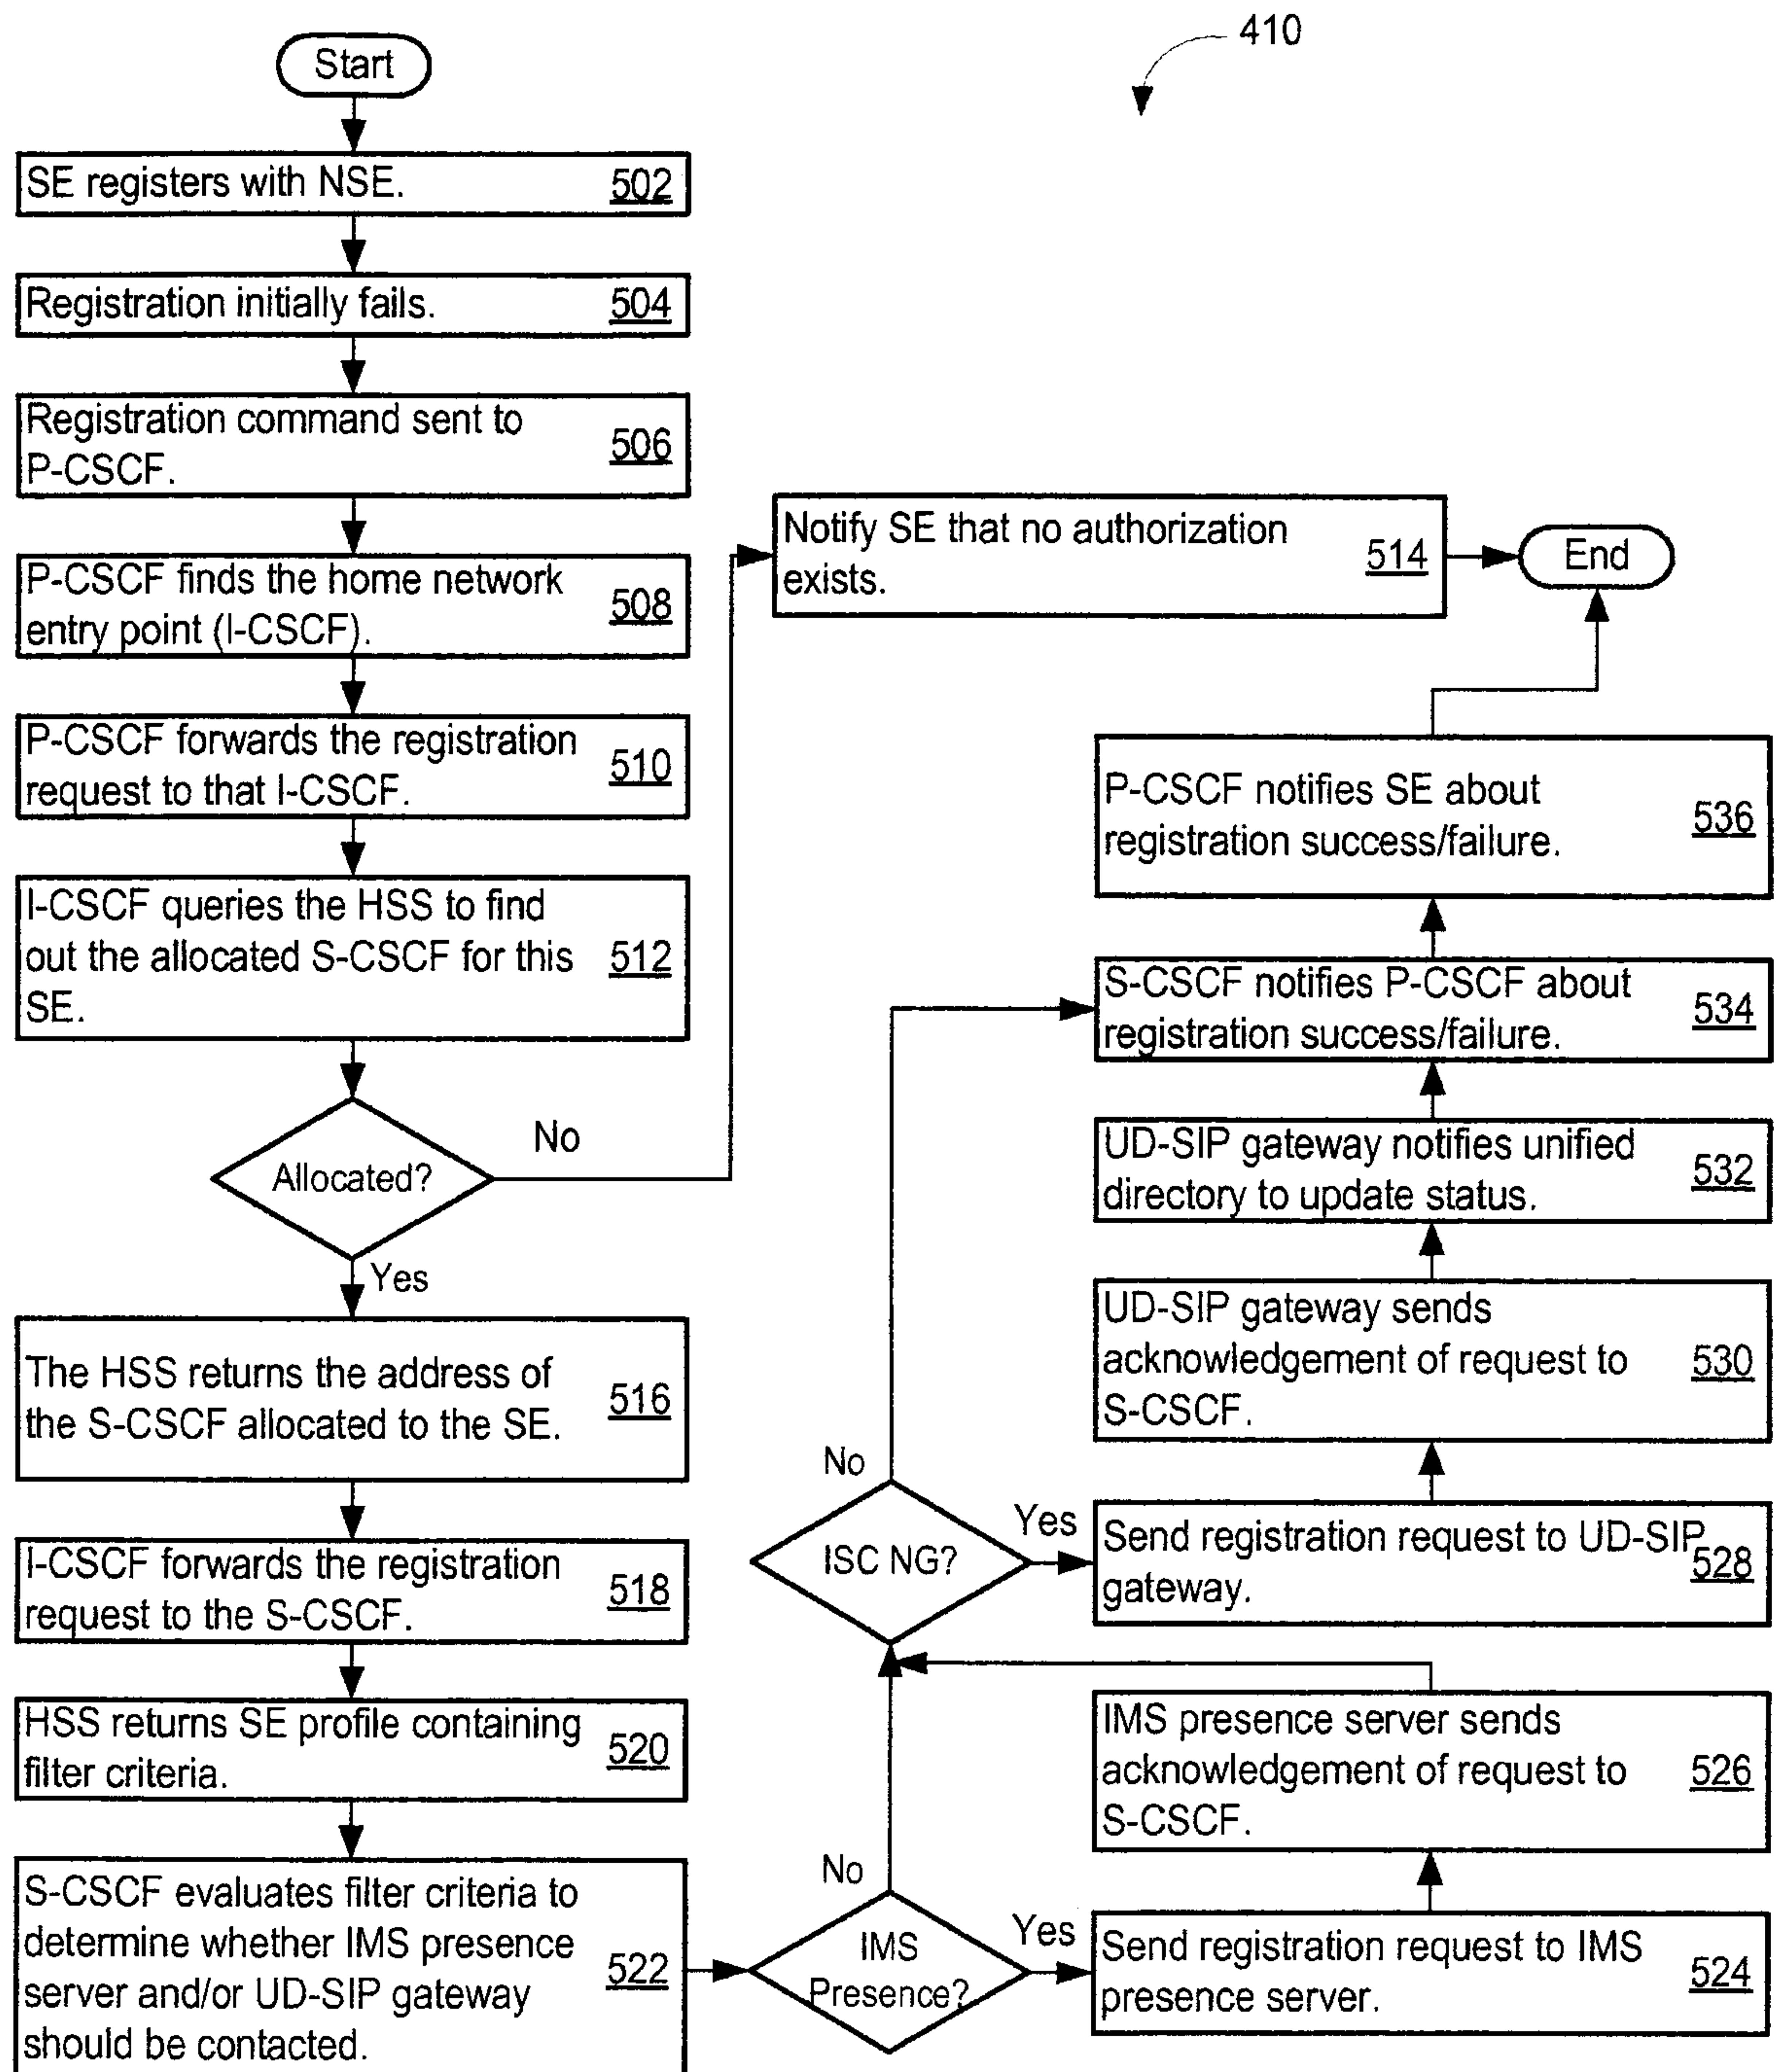 410
Start
SE registers with NSE. 502
Registration initially fails. 504
Registration command sent to
P-CSCF. 506
P-CSCF finds the home network
entry point (I-CSCF). 508
P-CSCF forwards the registration
request to that I-CSCF. 510
I-CSCF queries the HSS to find
out the allocated S-CSCF for this 512
SE.
Allocated?
No
Yes
Notify SE that no authorization
exists. 514
End
The HSS returns the address of
the S-CSCF allocated to the SE. 516
I-CSCF forwards the registration
request to the S-CSCF. 518
HSS returns SE profile containing
filter criteria. 520
S-CSCF evaluates filter criteria to
determine whether IMS presence
server and/or UD-SIP gateway 522
should be contacted.
IMS
Presence?
No
Yes
Send registration request to IMS
presence server. 524
IMS presence server sends
acknowledgement of request to 526
S-CSCF.
ISC NG?
No
Yes
Send registration request to UD-SIP
gateway. 528
UD-SIP gateway sends
acknowledgement of request to 530
S-CSCF.
UD-SIP gateway notifies unified
directory to update status. 532
S-CSCF notifies P-CSCF about
registration success/failure. 534
P-CSCF notifies SE about
registration success/failure. 536